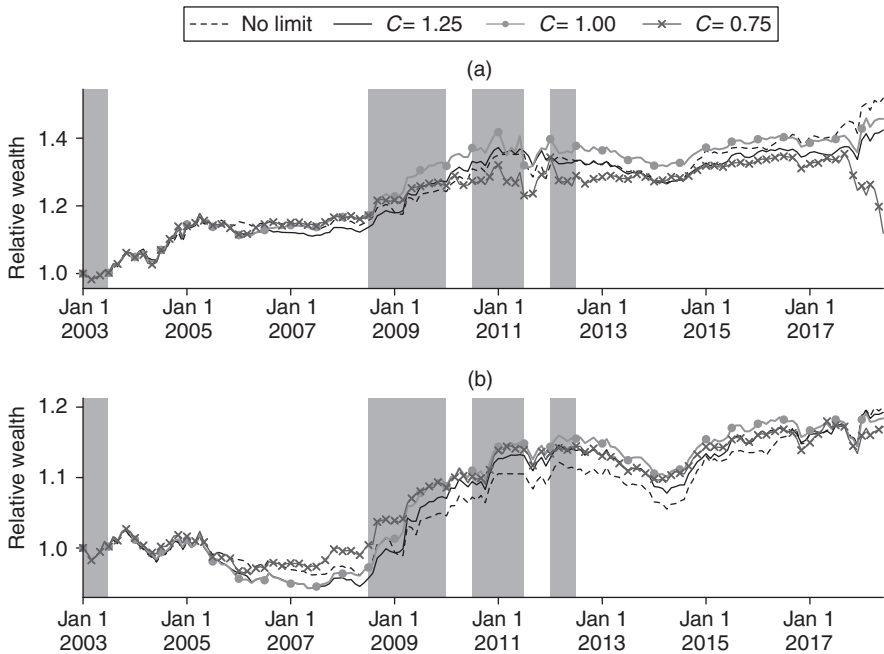 No limit C = 1.25 C = 1.00 C = 0.75
(a)
Relative wealth
1.4
1.2
1.0
Jan 1 Jan 1 Jan 1 Jan 1 Jan 1 Jan 1 Jan 1 Jan 1
2003 2005 2007 2009 2011 2013 2015 2017
(b)
Relative wealth
1.2
1.1
1.0
Jan 1 Jan 1 Jan 1 Jan 1 Jan 1 Jan 1 Jan 1 Jan 1
2003 2005 2007 2009 2011 2013 2015 2017